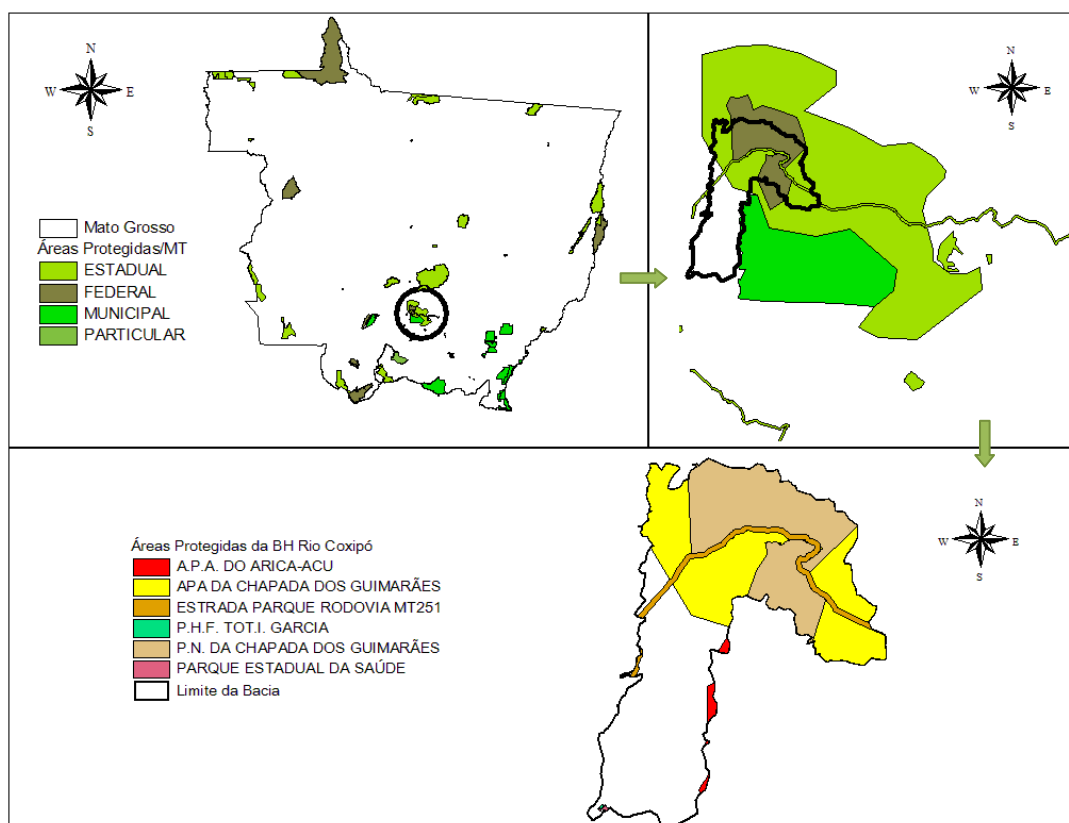 N
W E
S
Mato Grosso
Áreas Protegidas/MT
ESTADUAL
FEDERAL
MUNICIPAL
PARTICULAR
N
W E
S
Áreas Protegidas da BH Rio Coxipó
A.P.A. DO ARICA-ACU
APA DA CHAPADA DOS GUIMARÃES
ESTRADA PARQUE RODOVIA MT251
P.H.F. TOT.I. GARCIA
P.N. DA CHAPADA DOS GUIMARÃES
PARQUE ESTADUAL DA SAÚDE
Limite da Bacia
N
W E
S